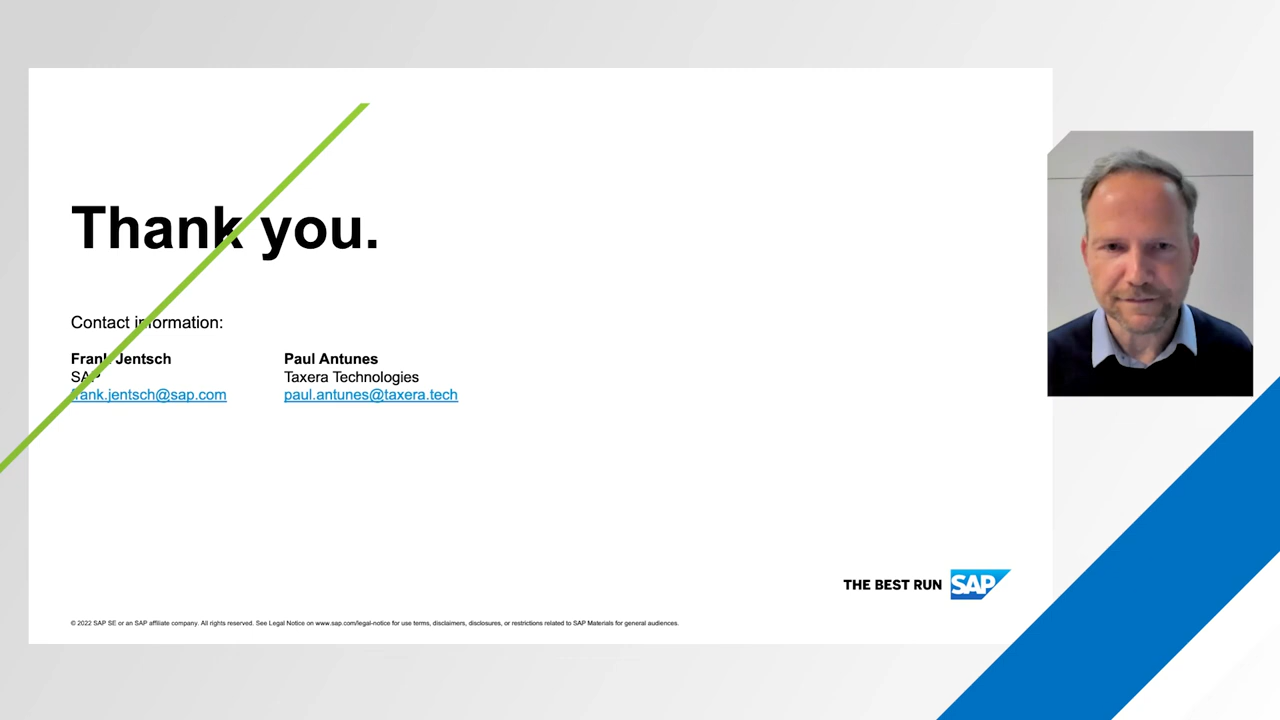 Thank you.
Contact information:
Frank Jentsch
SAP
frank.jentsch@sap.com
Paul Antunes
Taxera Technologies
paul.antunes@taxera.tech
THE BEST RUN SAP
© 2022 SAP SE or an SAP affiliate company. All rights reserved. See Legal Notice on www.sap.com/legal-notice for use terms, disclaimers, disclosures, or restrictions related to SAP Materials for general audiences.